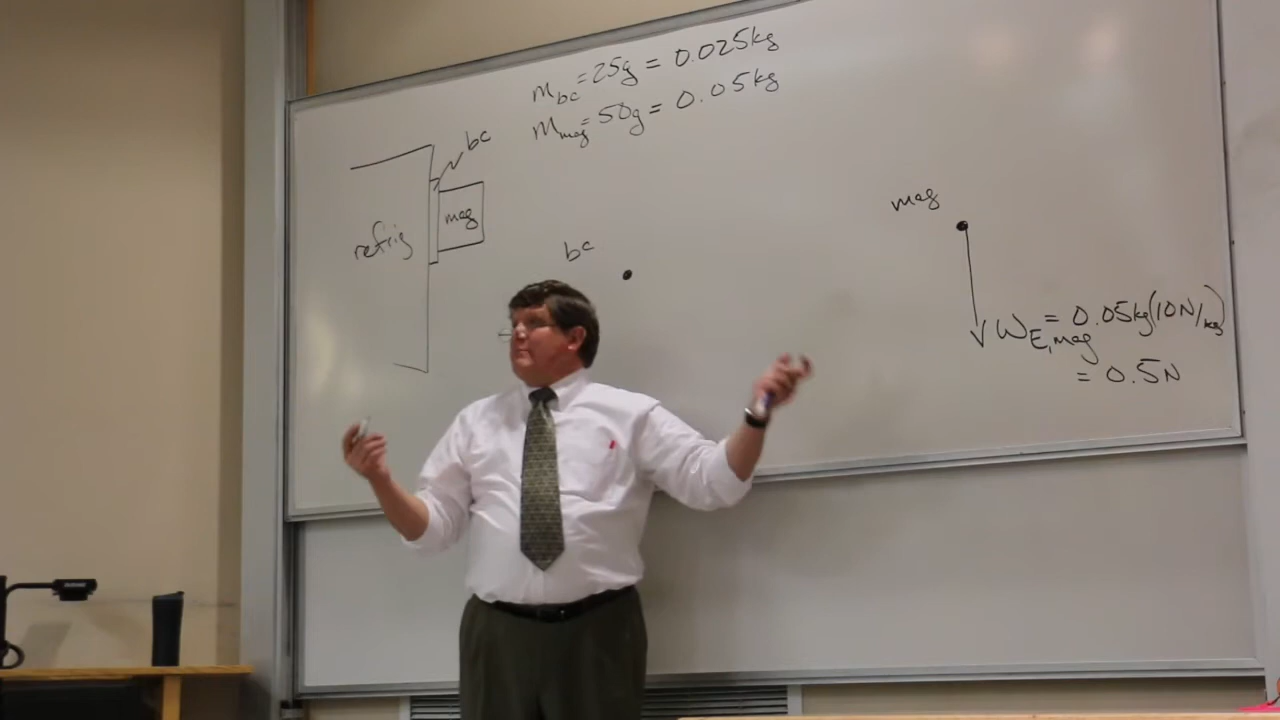 m_bc = 25g = 0.025kg
m_mag = 50g = 0.05kg
bc
mag
refrig
bc
mag
W_E,mag = 0.05kg(10N/kg)
= 0.5N